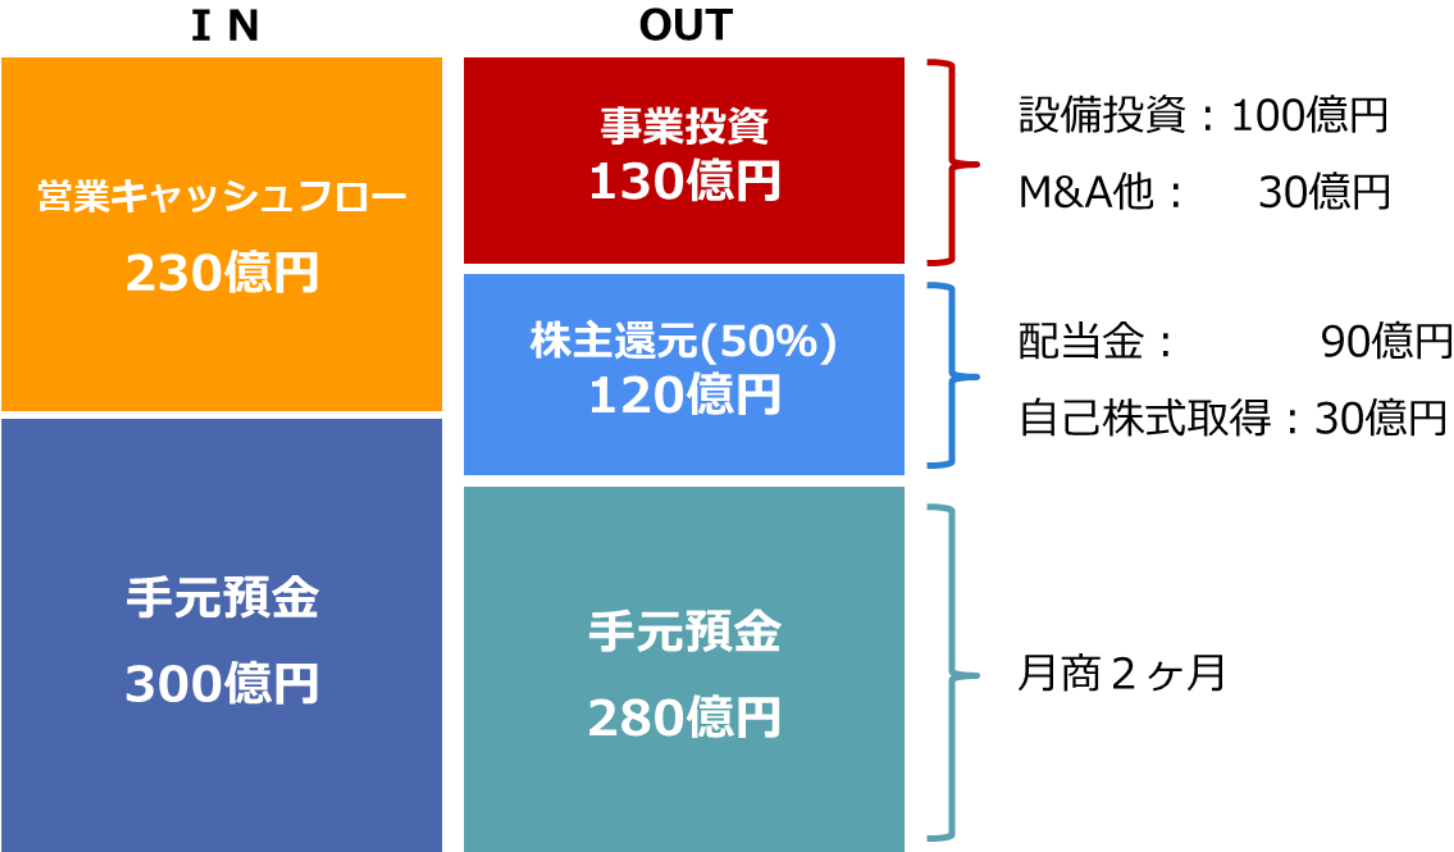 ＩＮ
OUT
営業キャッシュフロー
230億円
手元預金
300億円
事業投資
130億円
株主還元(50%)
120億円
手元預金
280億円
設備投資：100億円
M&A他： 30億円
配当金： 90億円
自己株式取得：30億円
月商２ヶ月